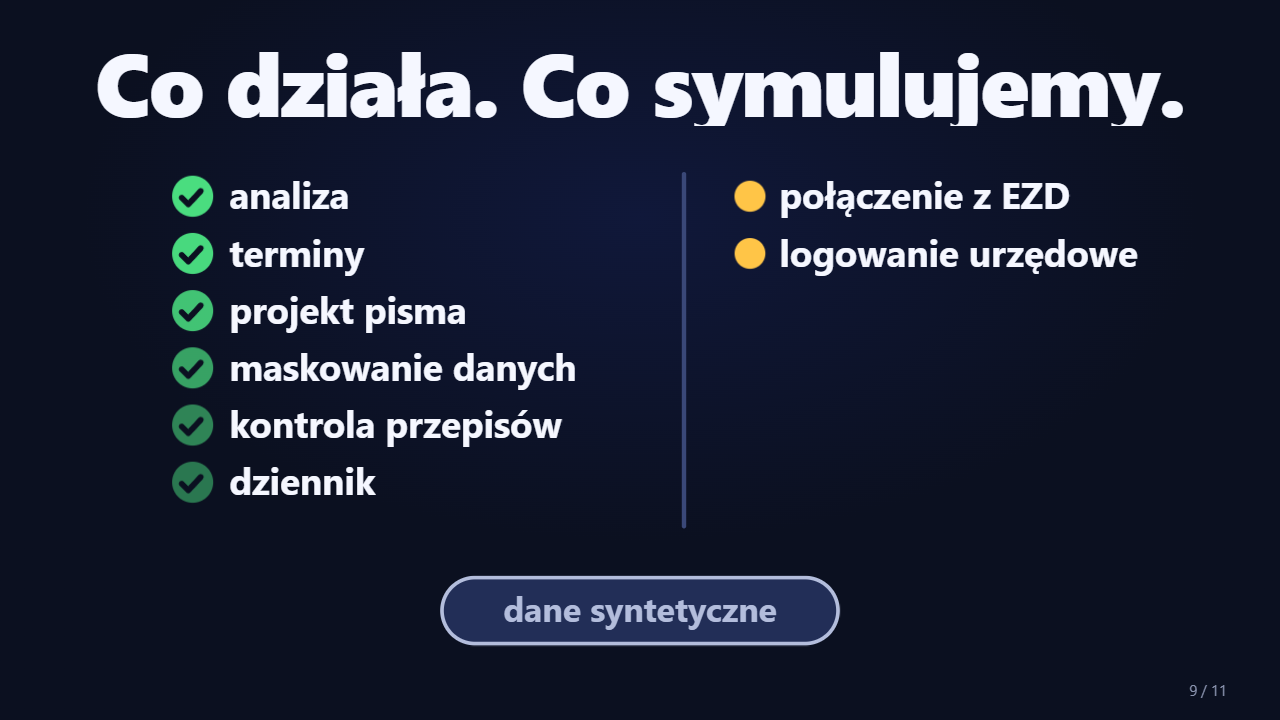 Co działa. Co symulujemy.
analiza
terminy
projekt pisma
maskowanie danych
kontrola przepisów
dziennik
połączenie z EZD
logowanie urzędowe
dane syntetyczne
9 / 11